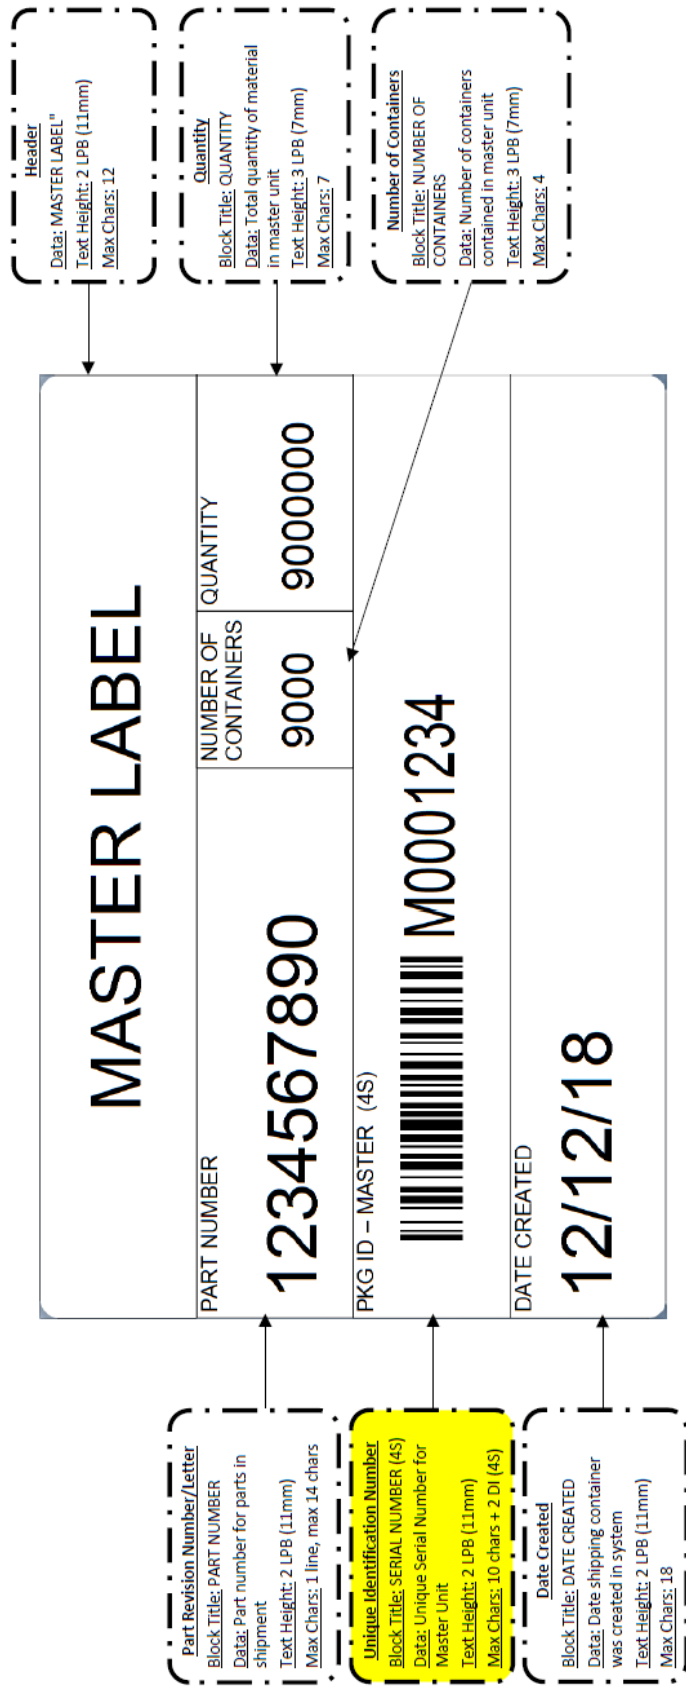 Header
Data: MASTER LABEL"
Text Height: 2 LPB (11mm)
Max Chars: 12
Quantity
Block Title: QUANTITY
Data: Total quantity of material
in master unit
Text Height: 3 LPB (7mm)
Max Chars: 7
Number of Containers
Block Title: NUMBER OF
CONTAINERS
Data: Number of containers
contained in master unit
Text Height: 3 LPB (7mm)
Max Chars: 4
MASTER LABEL
PART NUMBER
1234567890
NUMBER OF
CONTAINERS
9000
QUANTITY
9000000
PKG ID – MASTER (4S)
M0001234
DATE CREATED
12/12/18
Part Revision Number/Letter
Block Title: PART NUMBER
Data: Part number for parts in
shipment
Text Height: 2 LPB (11mm)
Max Chars: 1 line, max 14 chars
Unique Identification Number
Block Title: SERIAL NUMBER (4S)
Data: Unique Serial Number for
Master Unit
Text Height: 2 LPB (11mm)
Max Chars: 10 chars + 2 DI (4S)
Date Created
Block Title: DATE CREATED
Data: Date shipping container
was created in system
Text Height: 2 LPB (11mm)
Max Chars: 18